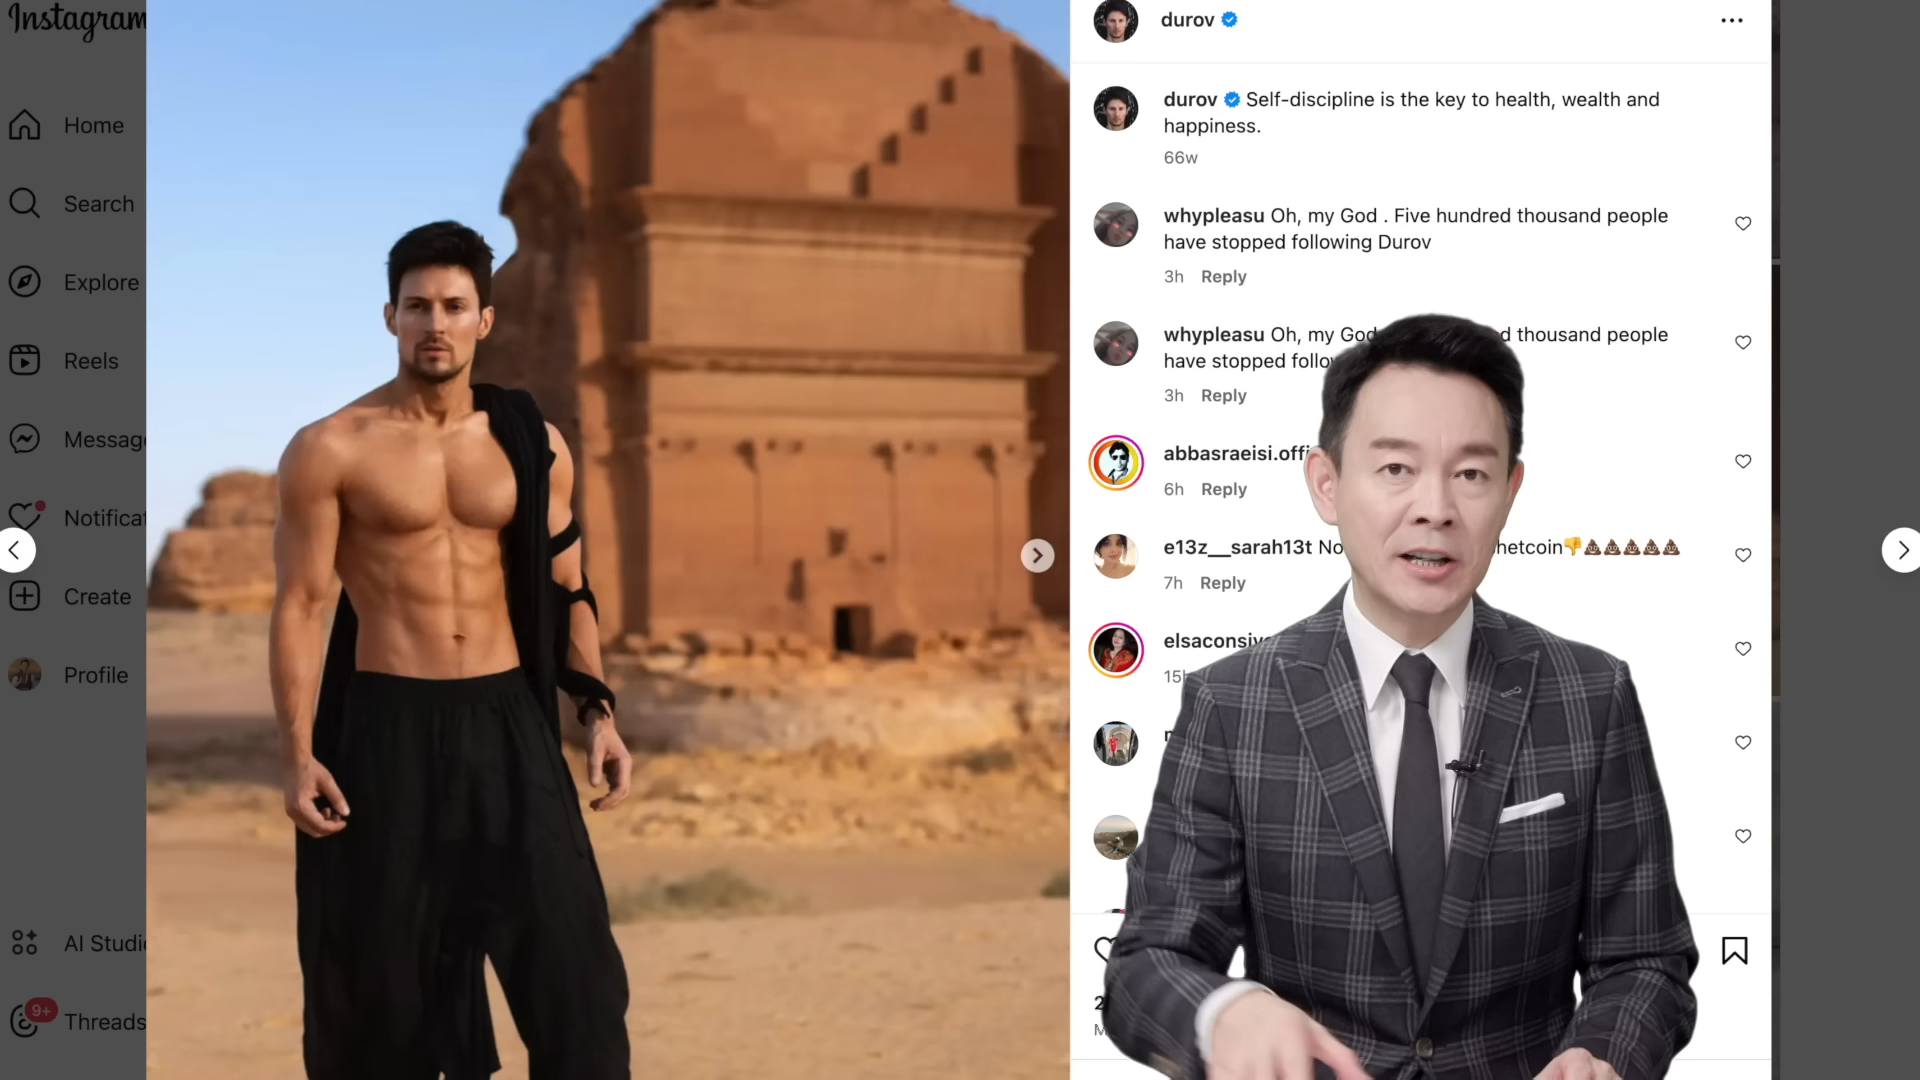 Instagram
Home
Search
Explore
Reels
Messag
Notificat
Create
Profile
AI Studi
9+
Threads
durov
durov Self-discipline is the key to health, wealth and
happiness.
66w
whypleasu Oh, my God . Five hundred thousand people
have stopped following Durov
3h Reply
whypleasu Oh, my God d thousand people
have stopped follo
3h Reply
abbasraeisi.offi
6h Reply
e13z__sarah13t No hetcoin👎💩💩💩💩💩
7h Reply
elsaconsiv
15h
2
M